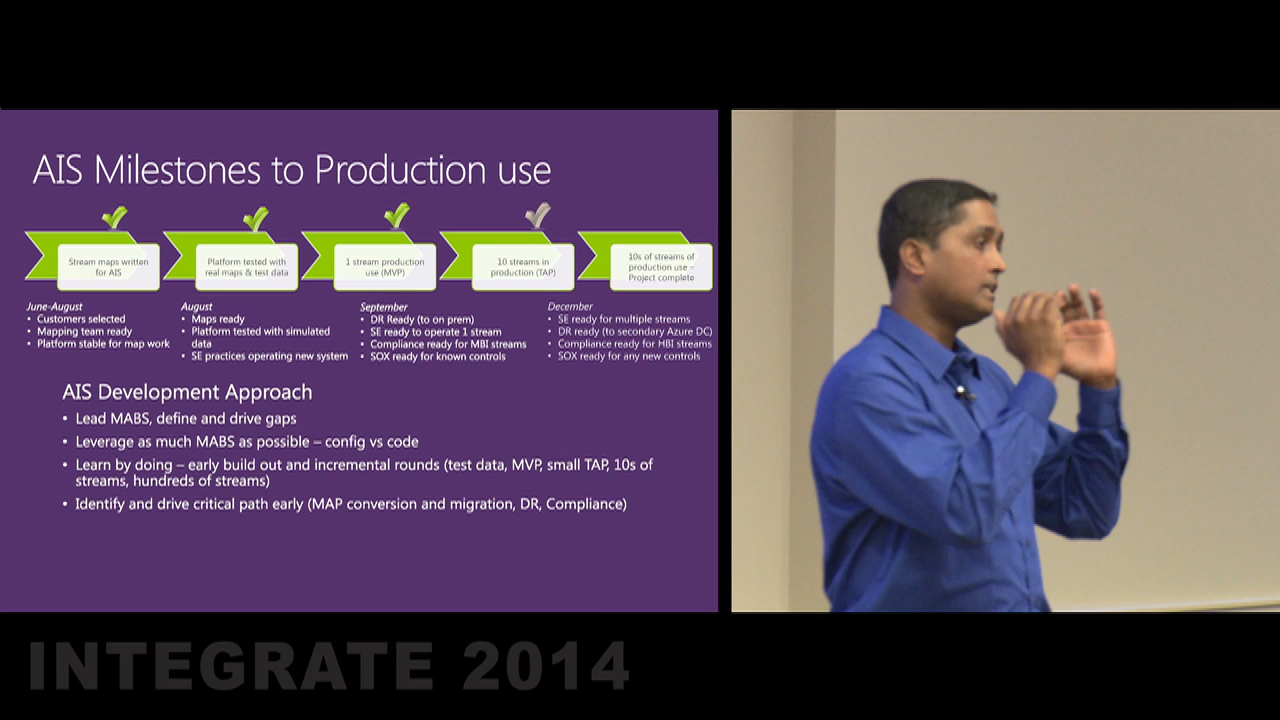 AIS Milestones to Production use
Stream maps written
for AIS
Platform tested with
real maps & test data
1 stream production
use (MVP)
10 streams in
production (TAP)
10s of streams of
production use –
Project complete
June-August
• Customers selected
• Mapping team ready
• Platform stable for map work
August
• Maps ready
• Platform tested with simulated
data
• SE practices operating new system
September
• DR Ready (to on prem)
• SE ready to operate 1 stream
• Compliance ready for MBI streams
• SOX ready for known controls
December
• SE ready for multiple streams
• DR ready (to secondary Azure DC)
• Compliance ready for HBI streams
• SOX ready for any new controls
AIS Development Approach
• Lead MABS, define and drive gaps
• Leverage as much MABS as possible – config vs code
• Learn by doing – early build out and incremental rounds (test data, MVP, small TAP, 10s of
streams, hundreds of streams)
• Identify and drive critical path early (MAP conversion and migration, DR, Compliance)
INTEGRATE 2014